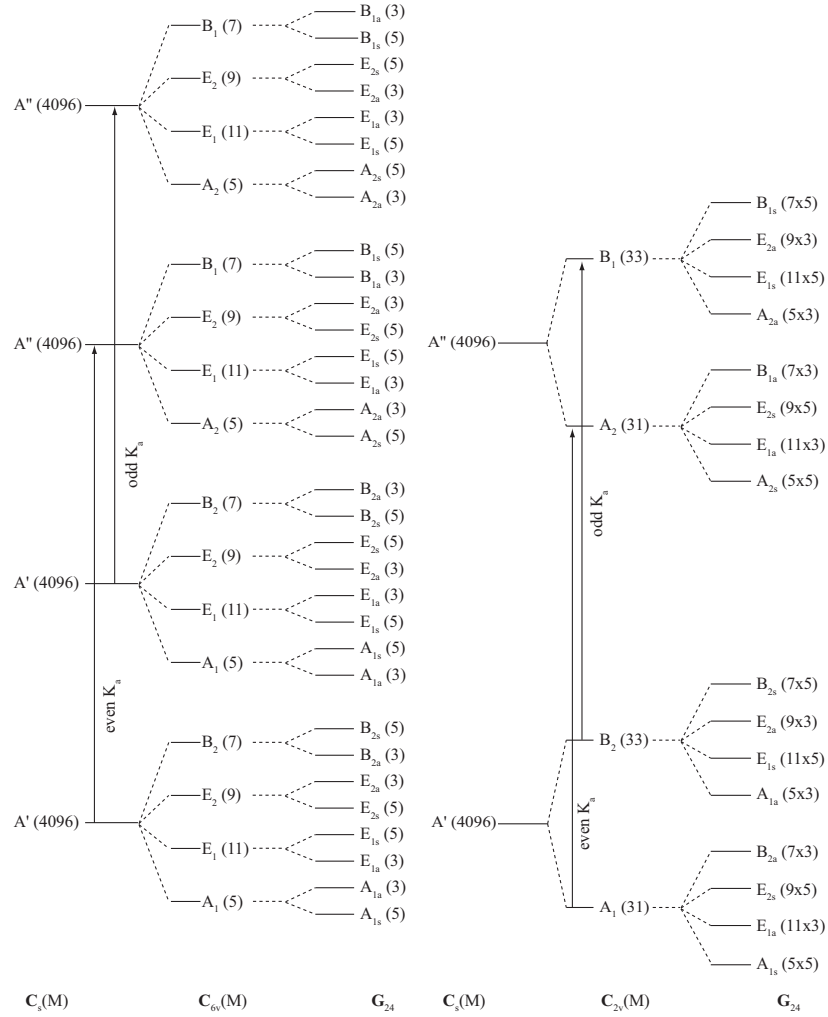 A" (4096)
A" (4096)
odd Kₐ
A' (4096)
even Kₐ
A' (4096)
B₁ (7)
E₂ (9)
E₁ (11)
A₂ (5)
B₁ (7)
E₂ (9)
E₁ (11)
A₂ (5)
B₂ (7)
E₂ (9)
E₁ (11)
A₁ (5)
B₂ (7)
E₂ (9)
E₁ (11)
A₁ (5)
B₁ₐ (3)
B₁ₛ (5)
E₂ₛ (5)
E₂ₐ (3)
E₁ₐ (3)
E₁ₛ (5)
A₂ₛ (5)
A₂ₐ (3)
B₁ₛ (5)
B₁ₐ (3)
E₂ₐ (3)
E₂ₛ (5)
E₁ₛ (5)
E₁ₐ (3)
A₂ₐ (3)
A₂ₛ (5)
B₂ₐ (3)
B₂ₛ (5)
E₂ₛ (5)
E₂ₐ (3)
E₁ₐ (3)
E₁ₛ (5)
A₁ₛ (5)
A₁ₐ (3)
B₂ₛ (5)
B₂ₐ (3)
E₂ₐ (3)
E₂ₛ (5)
E₁ₛ (5)
E₁ₐ (3)
A₁ₐ (3)
A₁ₛ (5)
A" (4096)
A' (4096)
B₁ (33)
A₂ (31)
odd Kₐ
B₂ (33)
even Kₐ
A₁ (31)
B₁ₛ (7x5)
E₂ₐ (9x3)
E₁ₛ (11x5)
A₂ₐ (5x3)
B₁ₐ (7x3)
E₂ₛ (9x5)
E₁ₐ (11x3)
A₂ₛ (5x5)
B₂ₛ (7x5)
E₂ₐ (9x3)
E₁ₛ (11x5)
A₁ₐ (5x3)
B₂ₐ (7x3)
E₂ₛ (9x5)
E₁ₐ (11x3)
A₁ₛ (5x5)
Cₛ(M)
C₆ᵥ(M)
G₂₄
Cₛ(M)
C₂ᵥ(M)
G₂₄